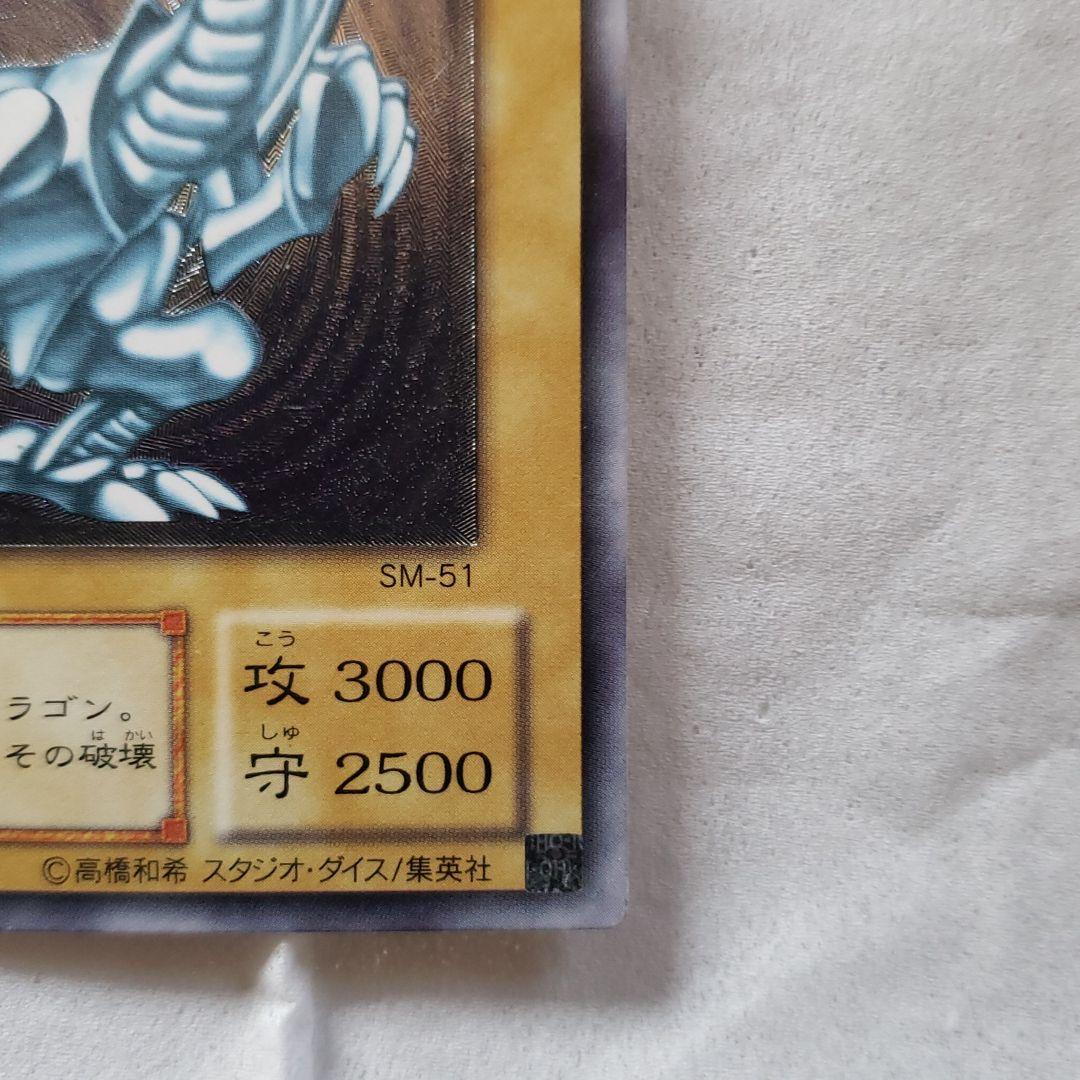 SM-51
こう
攻 3000
しゅ
守 2500
ラゴン。
は かい
その破壊
©高橋和希 スタジオ・ダイス/集英社